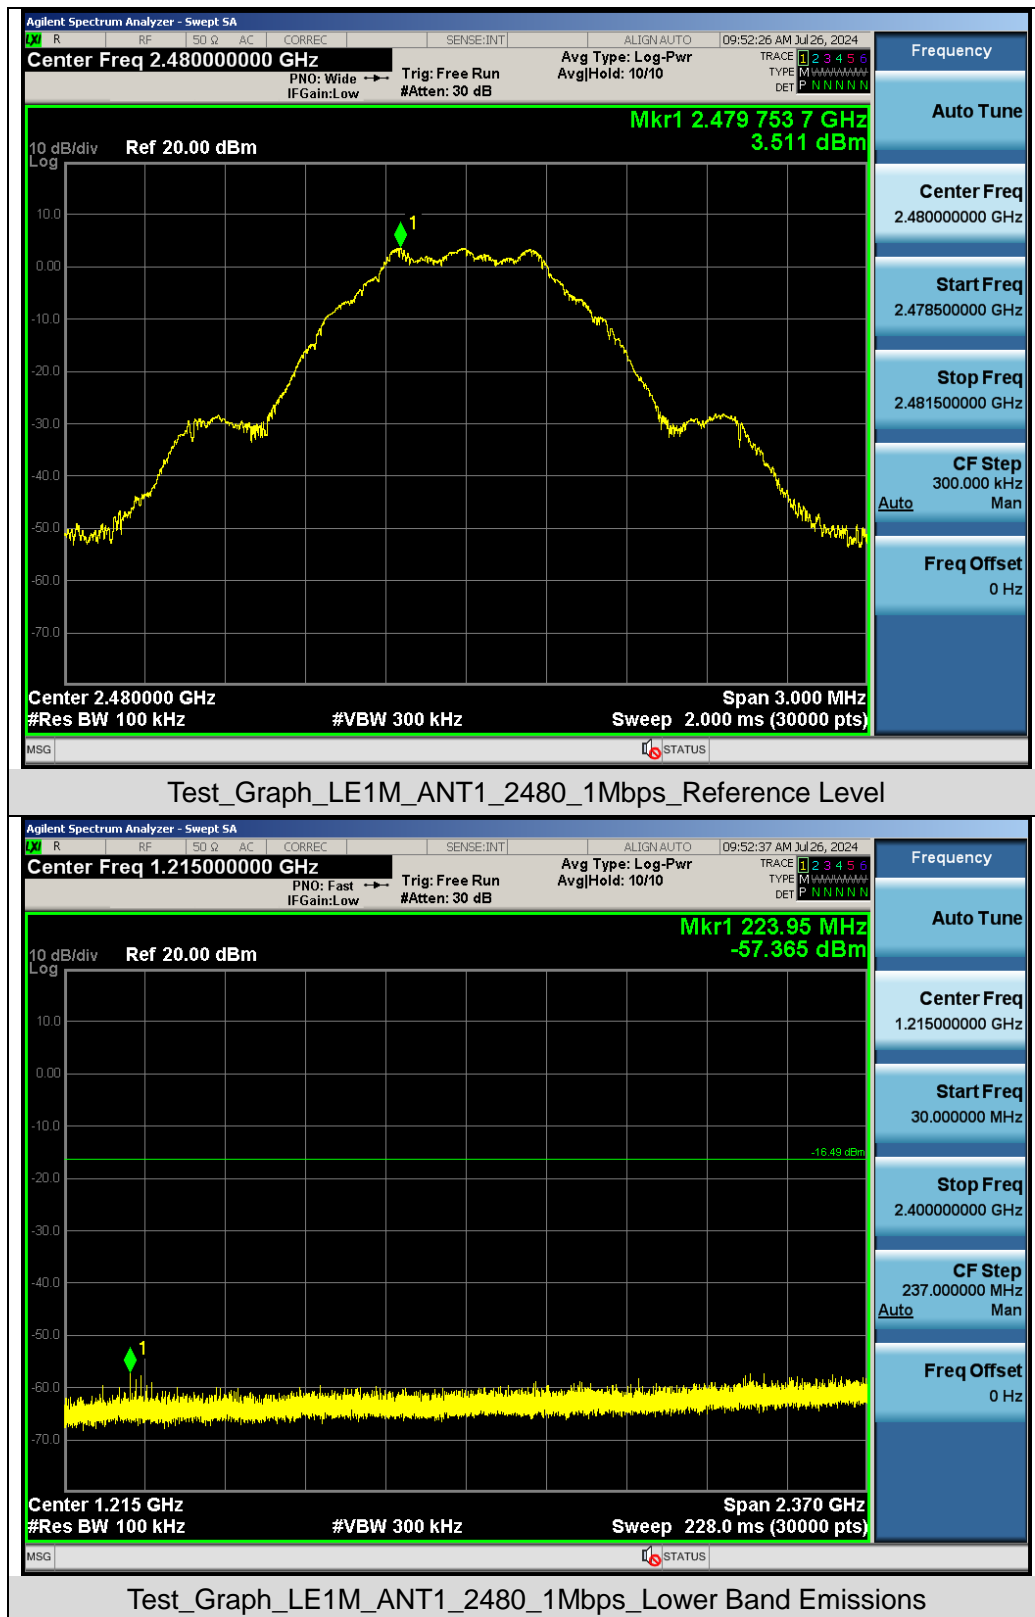 Agilent Spectrum Analyzer - Swept SA
LXI R RF 50 Ω AC CORREC SENSE:INT ALIGN AUTO 09:52:26 AM Jul 26, 2024
Center Freq 2.480000000 GHz
PNO: Wide
IFGain:Low
Trig: Free Run
#Atten: 30 dB
Avg Type: Log-Pwr
Avg|Hold: 10/10
TRACE 1 2 3 4 5 6
TYPE M WWWWW
DET P N N N N N
Frequency
Auto Tune
Center Freq
2.480000000 GHz
Start Freq
2.478500000 GHz
Stop Freq
2.481500000 GHz
CF Step
300.000 kHz
Auto Man
Freq Offset
0 Hz
Mkr1 2.479 753 7 GHz
3.511 dBm
10 dB/div Ref 20.00 dBm
Log
10.0
0.00
-10.0
-20.0
-30.0
-40.0
-50.0
-60.0
-70.0
1
Center 2.480000 GHz Span 3.000 MHz
#Res BW 100 kHz #VBW 300 kHz Sweep 2.000 ms (30000 pts)
MSG STATUS
Test_Graph_LE1M_ANT1_2480_1Mbps_Reference Level
Agilent Spectrum Analyzer - Swept SA
LXI R RF 50 Ω AC CORREC SENSE:INT ALIGN AUTO 09:52:37 AM Jul 26, 2024
Center Freq 1.215000000 GHz
PNO: Fast
IFGain:Low
Trig: Free Run
#Atten: 30 dB
Avg Type: Log-Pwr
Avg|Hold: 10/10
TRACE 1 2 3 4 5 6
TYPE M WWWWW
DET P N N N N N
Frequency
Auto Tune
Center Freq
1.215000000 GHz
Start Freq
30.000000 MHz
Stop Freq
2.400000000 GHz
CF Step
237.000000 MHz
Auto Man
Freq Offset
0 Hz
Mkr1 223.95 MHz
-57.365 dBm
10 dB/div Ref 20.00 dBm
Log
10.0
0.00
-10.0
-16.49 dBm
-20.0
-30.0
-40.0
-50.0
-60.0
-70.0
1
Center 1.215 GHz Span 2.370 GHz
#Res BW 100 kHz #VBW 300 kHz Sweep 228.0 ms (30000 pts)
MSG STATUS
Test_Graph_LE1M_ANT1_2480_1Mbps_Lower Band Emissions